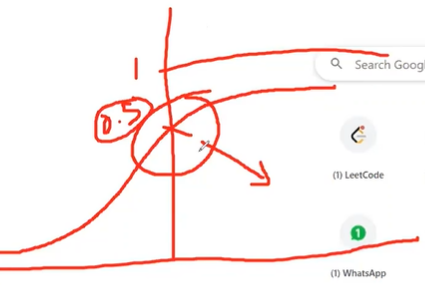 1
0.5
Search Googl
(1) LeetCode
1
(1) WhatsApp